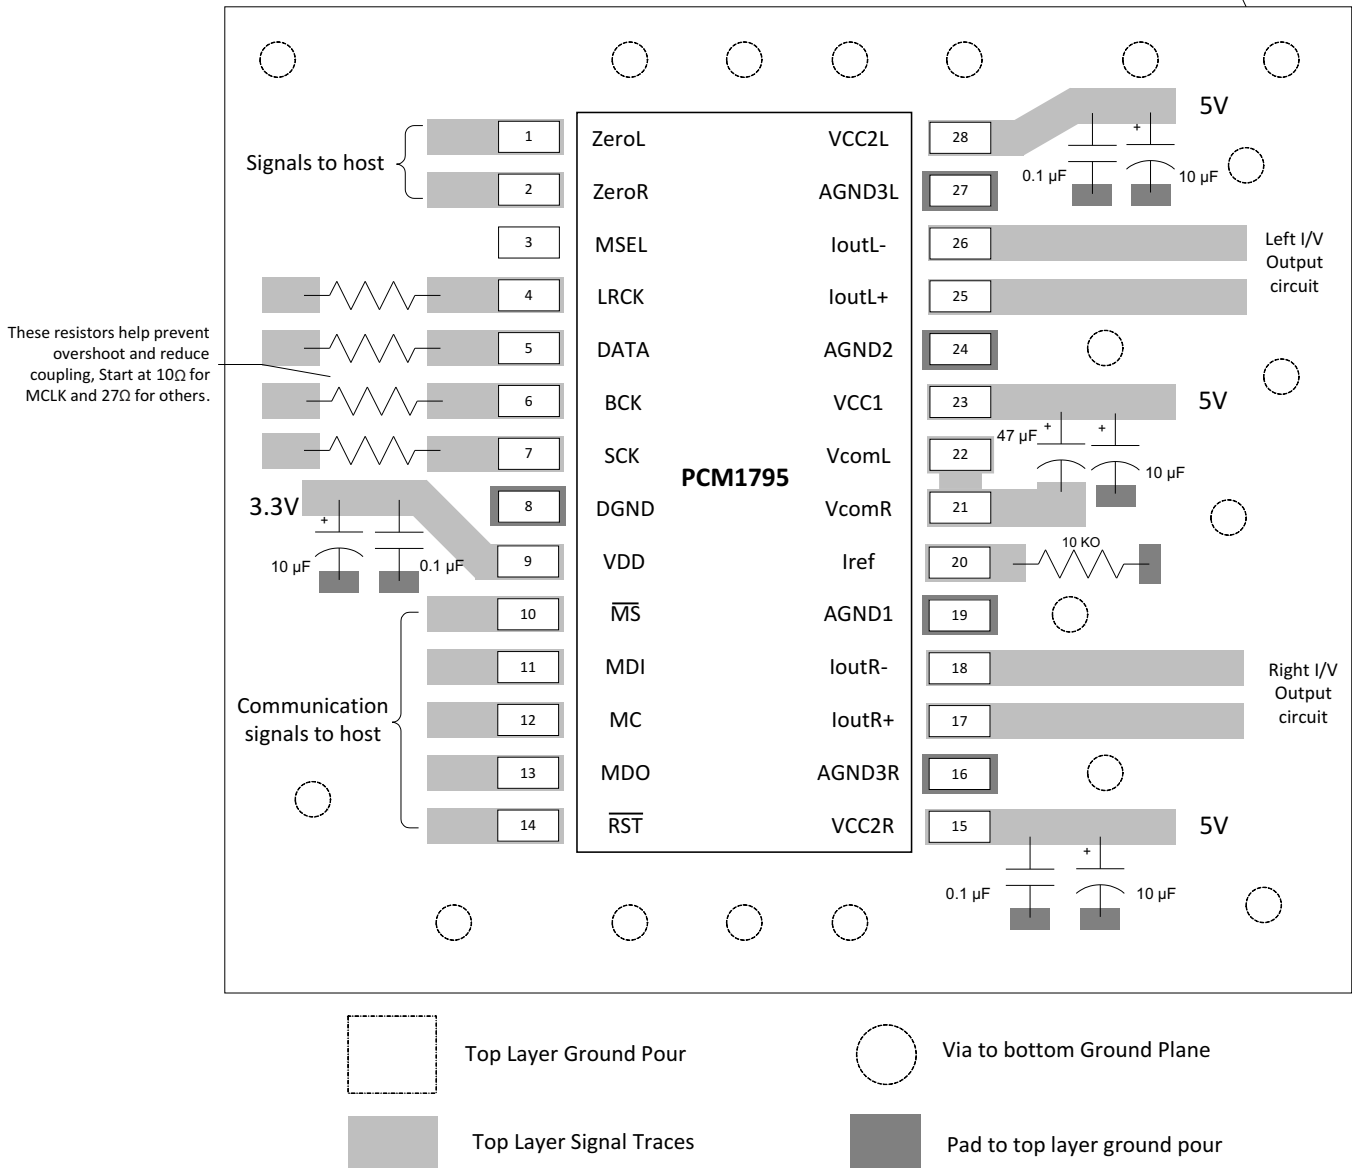 5V
1
ZeroL
VCC2L
28
Signals to host
+
0.1 µF
10 µF
2
ZeroR
AGND3L
27
3
MSEL
IoutL-
26
Left I/V
Output
circuit
4
LRCK
IoutL+
25
These resistors help prevent
overshoot and reduce
coupling, Start at 10Ω for
MCLK and 27Ω for others.
5
DATA
AGND2
24
6
BCK
VCC1
23
5V
7
SCK
VcomL
22
47 µF
+
+
10 µF
PCM1795
3.3V
8
DGND
VcomR
21
+
10 µF
0.1 µF
9
VDD
Iref
20
10 KO
10
MS
AGND1
19
11
MDI
IoutR-
18
Right I/V
Output
circuit
Communication
signals to host
12
MC
IoutR+
17
13
MDO
AGND3R
16
14
RST
VCC2R
15
5V
+
0.1 µF
10 µF
Top Layer Ground Pour
Via to bottom Ground Plane
Top Layer Signal Traces
Pad to top layer ground pour